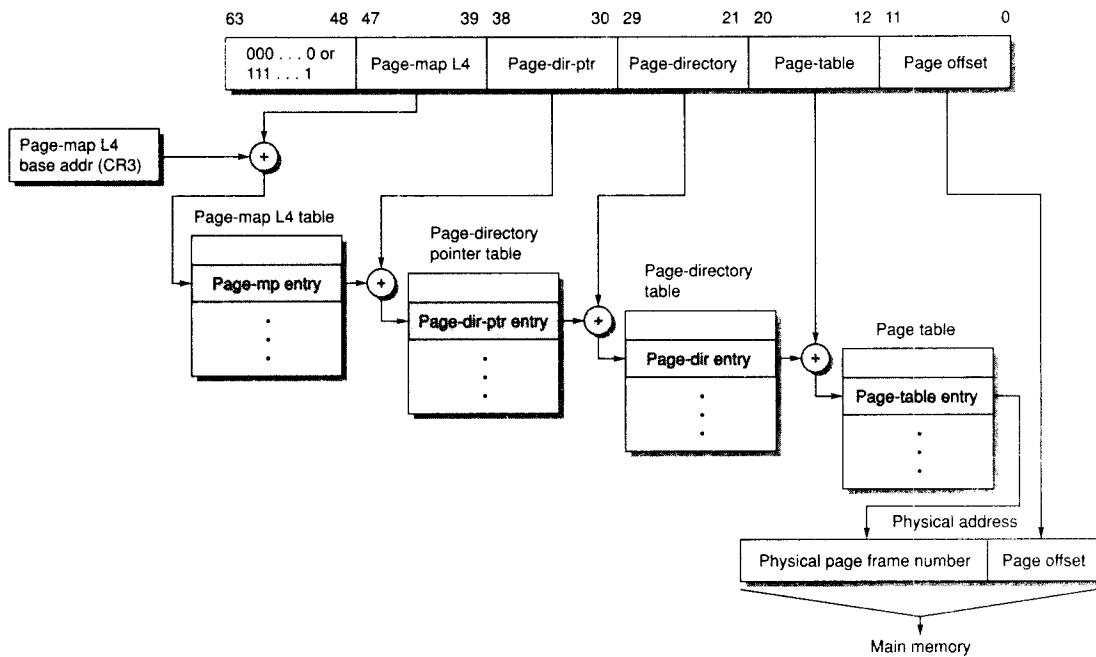 63 48 47 39 38 30 29 21 20 12 11 0
000 . . . 0 or
111 . . . 1
Page-map L4
Page-dir-ptr
Page-directory
Page-table
Page offset
Page-map L4
base addr (CR3)
+
Page-map L4 table
Page-mp entry
+
Page-directory
pointer table
Page-dir-ptr entry
+
Page-directory
table
Page-dir entry
+
Page table
Page-table entry
Physical address
Physical page frame number
Page offset
Main memory